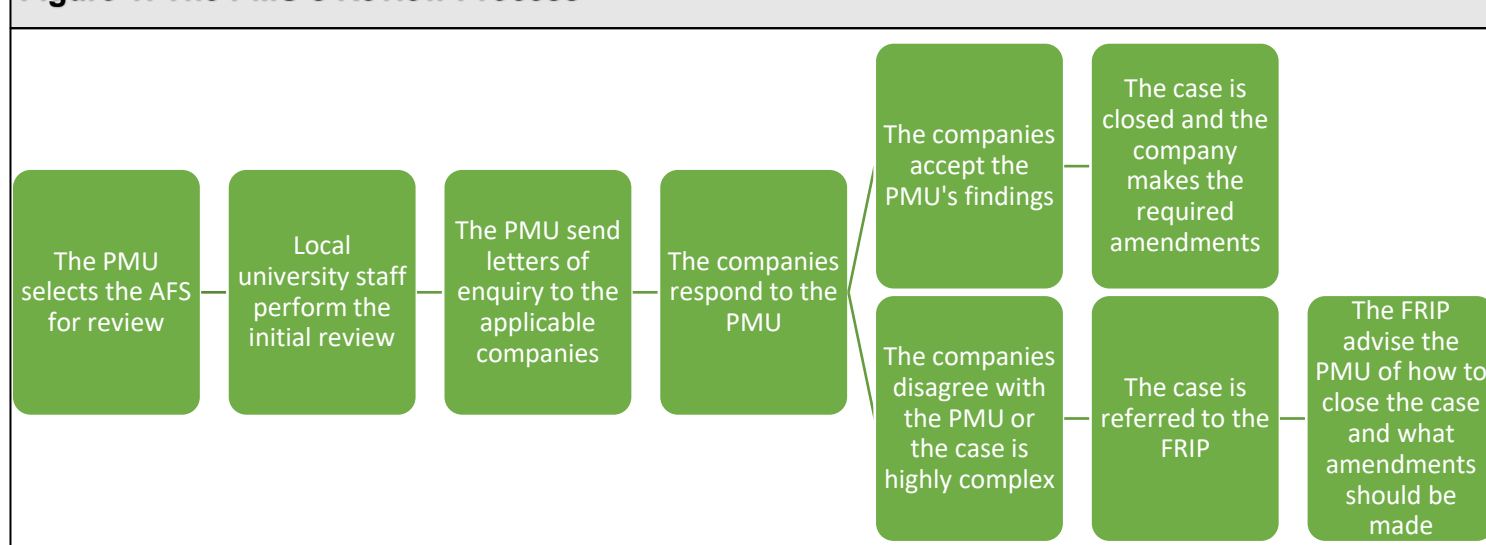 The PMU
selects the AFS
for review
Local
university staff
perform the
initial review
The PMU send
letters of
enquiry to the
applicable
companies
The companies
respond to the
PMU
The companies
accept the
PMU's findings
The case is
closed and the
company
makes the
required
amendments
The companies
disagree with
the PMU or
the case is
highly complex
The case is
referred to the
FRIP
The FRIP
advise the
PMU of how to
close the case
and what
amendments
should be
made